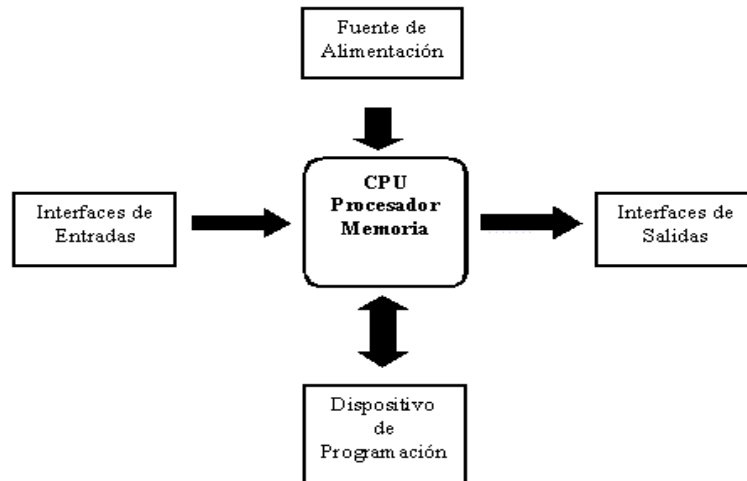 Fuente de
Alimentación
CPU
Procesador
Memoria
Interfaces de
Entradas
Interfaces de
Salidas
Dispositivo
de
Programación